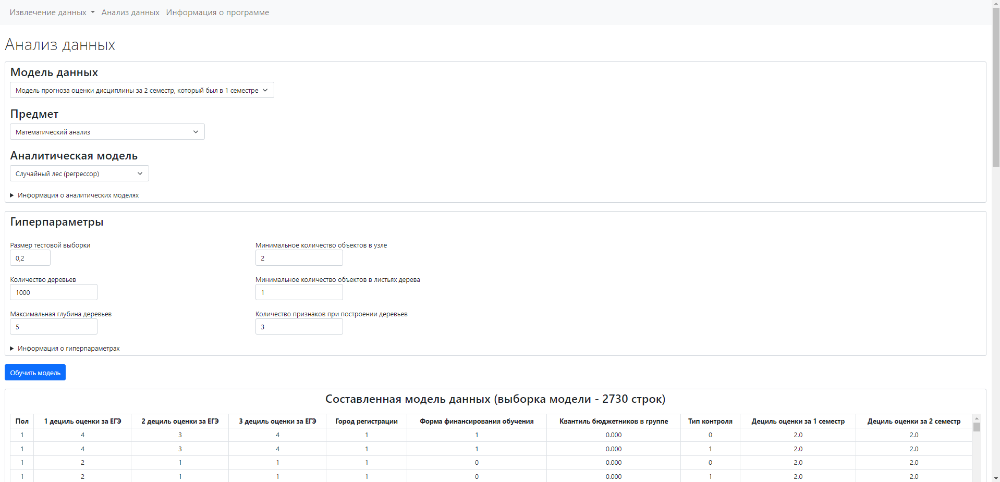 Извлечение данных Анализ данных Информация о программе
Анализ данных
Модель данных
Модель прогноза оценки дисциплины за 2 семестр, который был в 1 семестре
Предмет
Математический анализ
Аналитическая модель
Случайный лес (регрессор)
Информация о аналитических моделях
Гиперпараметры
Размер тестовой выборки Минимальное количество объектов в узле
0,2 2
Количество деревьев Минимальное количество объектов в листьях дерева
1000 1
Максимальная глубина деревьев Количество признаков при построении деревьев
5 3
Информация о гиперпараметрах
Обучить модель
Составленная модель данных (выборка модели - 2730 строк)
Пол 1 дециль оценки за ЕГЭ 2 дециль оценки за ЕГЭ 3 дециль оценки за ЕГЭ Город регистрации Форма финансирования обучения Квантиль бюджетников в группе Тип контроля Дециль оценки за 1 семестр Дециль оценки за 2 семестр
1 4 3 4 1 1 0.000 0 2.0 2.0
1 4 3 4 1 1 0.000 1 2.0 2.0
1 2 1 1 1 0 0.000 0 2.0 2.0
1 2 1 1 1 0 0.000 1 2.0 2.0